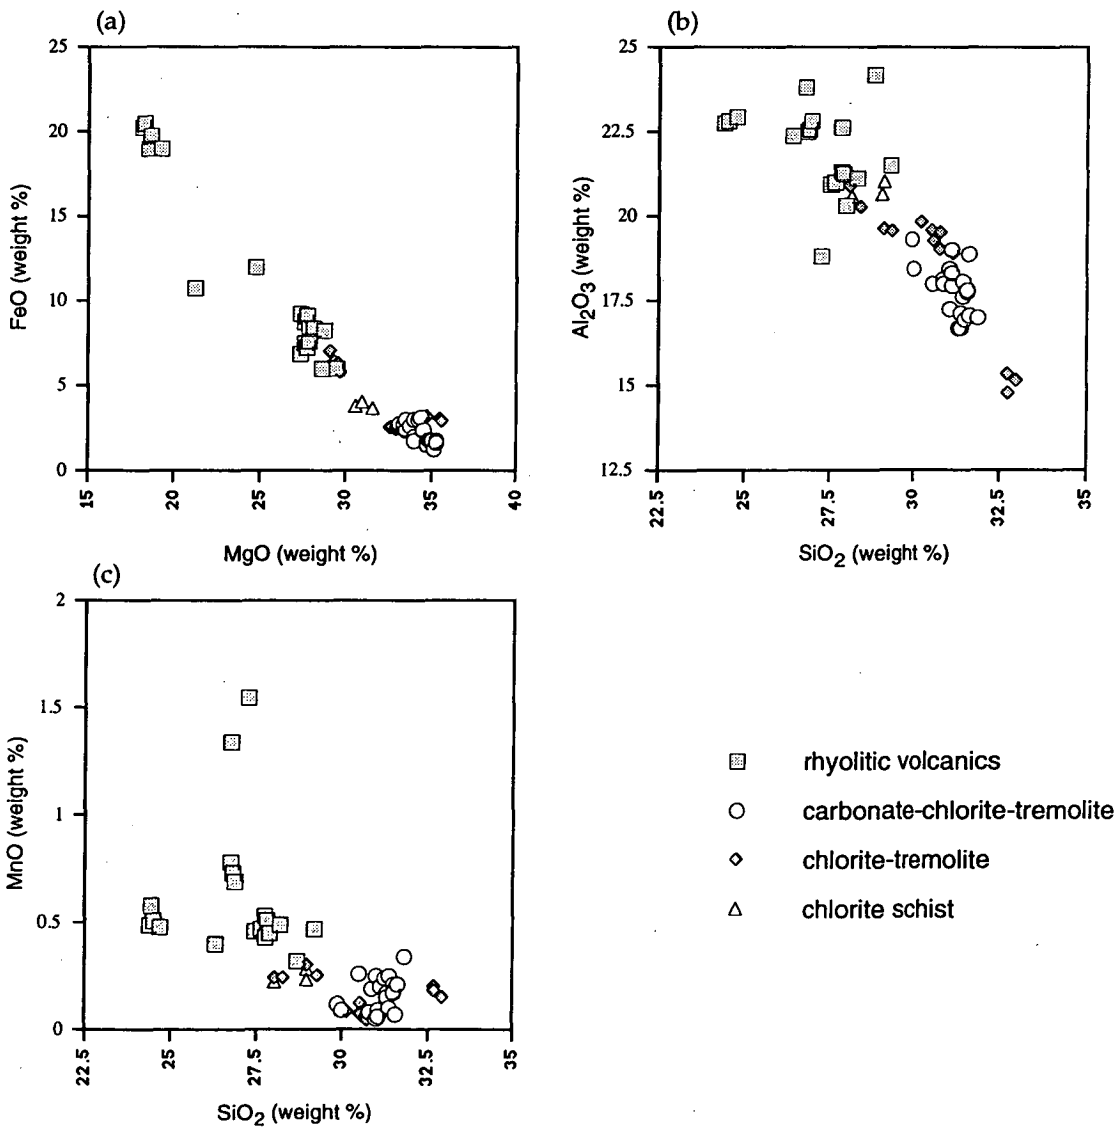 (a)
25
20
15
10
5
0
FeO (weight %)
15
20
25
30
35
40
MgO (weight %)
(b)
25
22.5
20
17.5
15
12.5
Al2O3 (weight %)
22.5
25
27.5
30
32.5
35
SiO2 (weight %)
(c)
2
1.5
1
0.5
0
MnO (weight %)
22.5
25
27.5
30
32.5
35
SiO2 (weight %)
rhyolitic volcanics
carbonate-chlorite-tremolite
chlorite-tremolite
chlorite schist